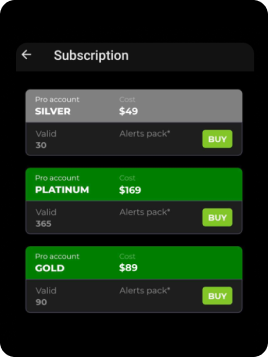 Subscription
Pro account Cost
SILVER $49
Valid Alerts pack*
30 BUY
Pro account Cost
PLATINUM $169
Valid Alerts pack*
365 BUY
Pro account Cost
GOLD $89
Valid Alerts pack*
90 BUY